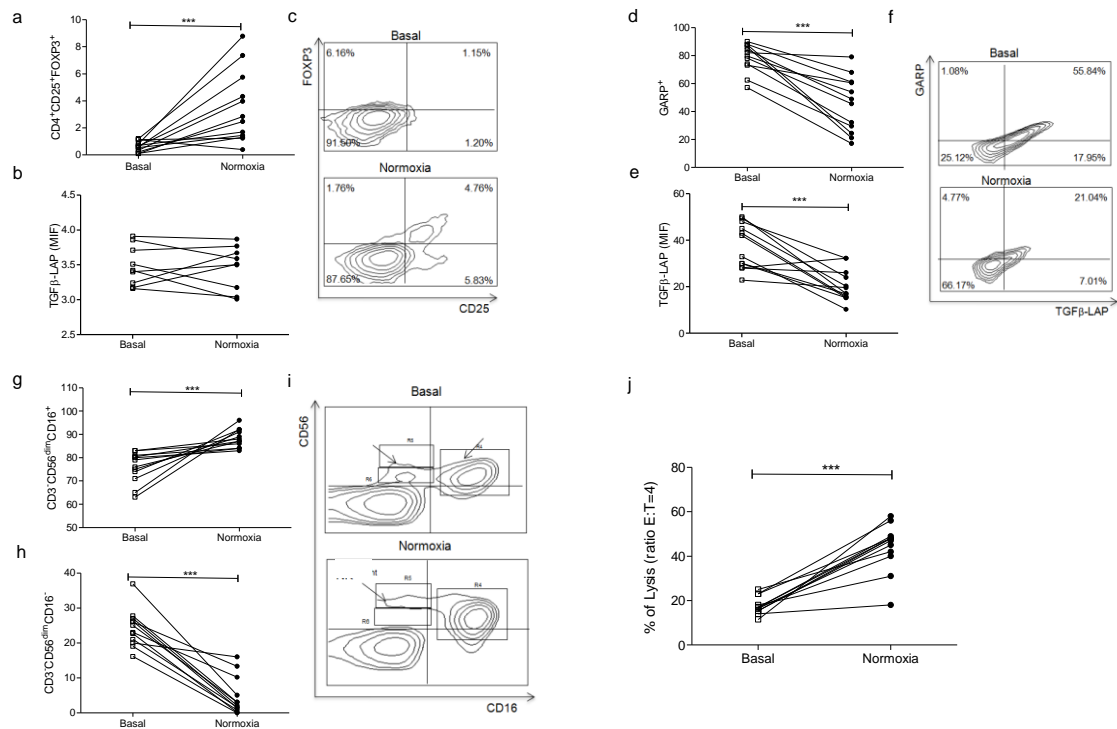 a
***
10
8
6
4
2
0
CD4⁺CD25⁺FOXP3⁺
Basal
Normoxia
b
4.5
4.0
3.5
3.0
2.5
TGFβ-LAP (MIF)
Basal
Normoxia
c
Basal
FOXP3
6.16%
1.15%
91.50%
1.20%
Normoxia
1.76%
4.76%
87.65%
5.83%
CD25
d
***
100
80
60
40
20
0
GARP⁺
Basal
Normoxia
e
***
60
40
20
0
TGFβ-LAP (MIF)
Basal
Normoxia
f
Basal
GARP
1.08%
55.84%
25.12%
17.95%
Normoxia
4.77%
21.04%
66.17%
7.01%
TGFβ-LAP
g
***
110
100
90
80
70
60
50
CD3⁻CD56ᵈⁱᵐCD16⁺
Basal
Normoxia
h
***
40
30
20
10
0
CD3⁻CD56ᵈⁱᵐCD16⁻
Basal
Normoxia
i
Basal
CD56
R5
R4
R6
Normoxia
R5
R4
R6
CD16
j
***
80
60
40
20
0
% of Lysis (ratio E:T=4)
Basal
Normoxia